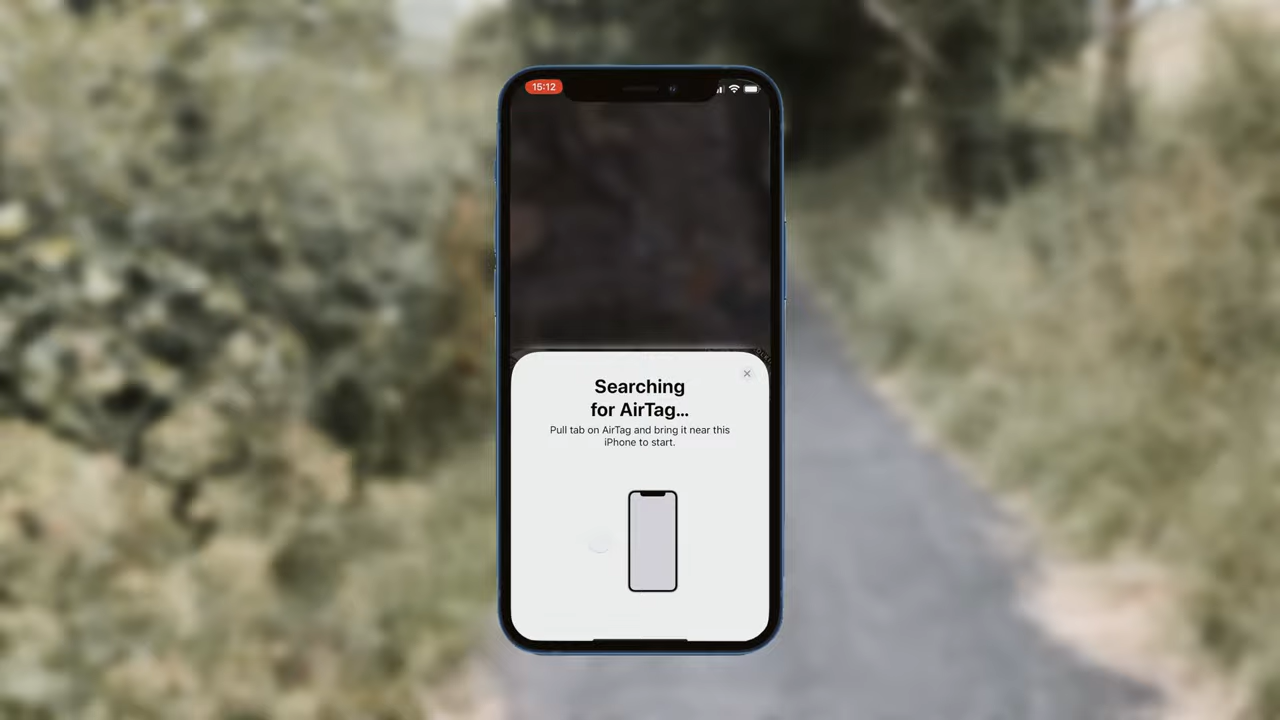 15:12
Searching
for AirTag…
Pull tab on AirTag and bring it near this
iPhone to start.